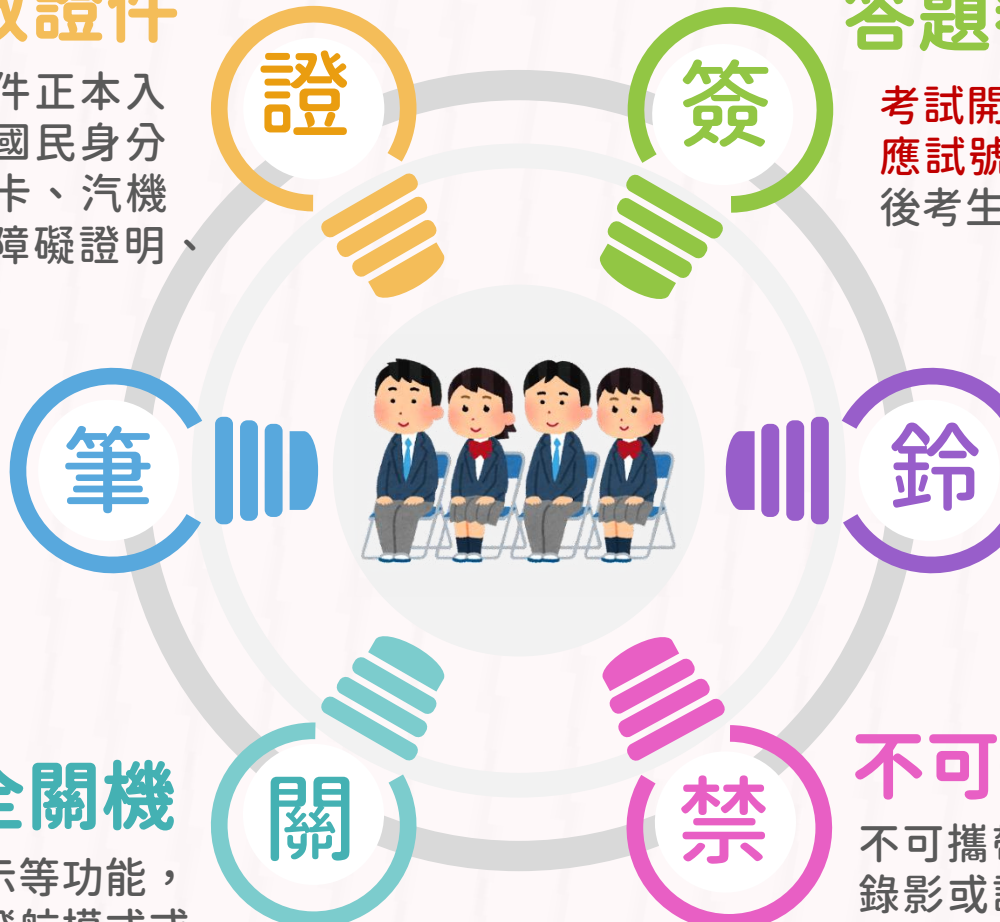 證件
證
簽
答題
件正本入
國民身分
卡、汽機
障礙證明、
考試開
應試號
後考生
筆
鈴
全關機
關
示等功能，
禁
不可
不可攜帶
錄影或